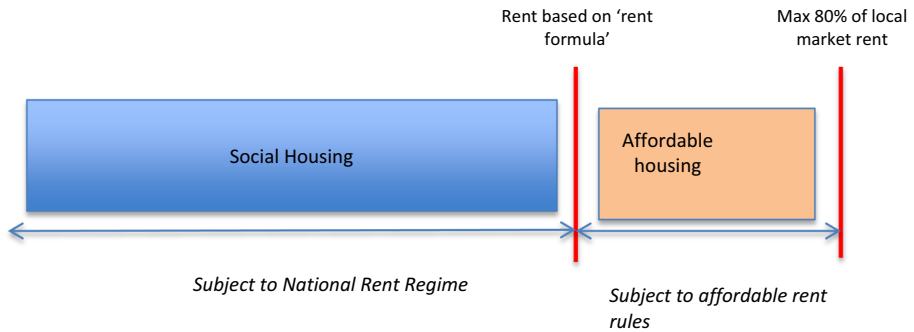 Rent based on ‘rent
formula’
Max 80% of local
market rent
Social Housing
Affordable
housing
Subject to National Rent Regime
Subject to affordable rent
rules